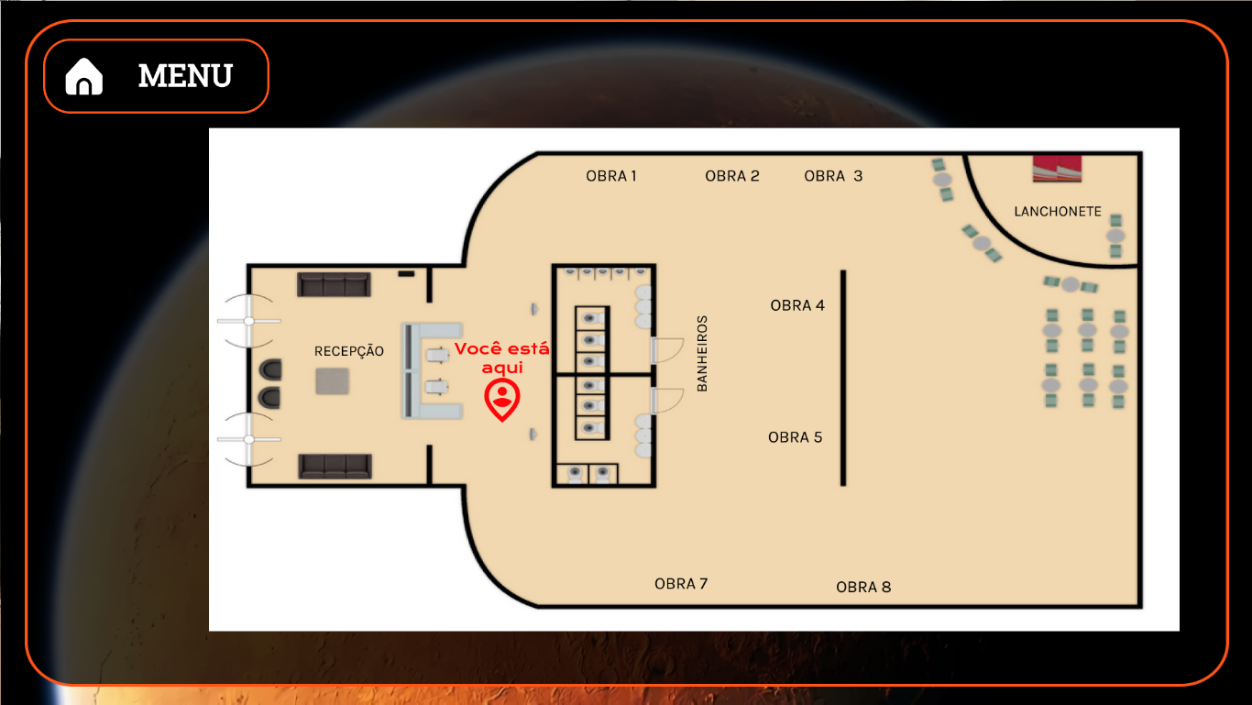 MENU
OBRA 1
OBRA 2
OBRA 3
LANCHONETE
OBRA 4
RECEPÇÃO
Você está
aqui
BANHEIROS
OBRA 5
OBRA 7
OBRA 8